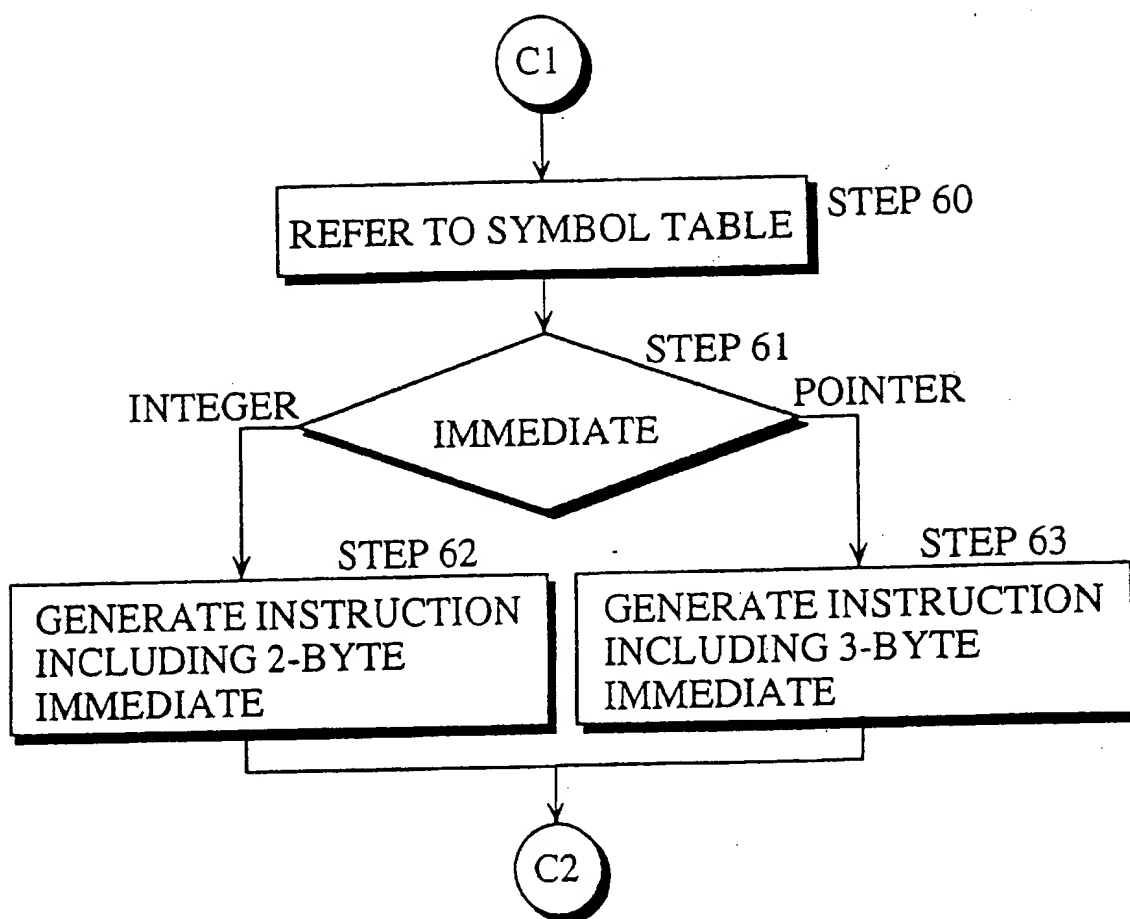 C1
STEP 60
REFER TO SYMBOL TABLE
STEP 61
INTEGER
POINTER
IMMEDIATE
STEP 62
GENERATE INSTRUCTION
INCLUDING 2-BYTE
IMMEDIATE
STEP 63
GENERATE INSTRUCTION
INCLUDING 3-BYTE
IMMEDIATE
C2